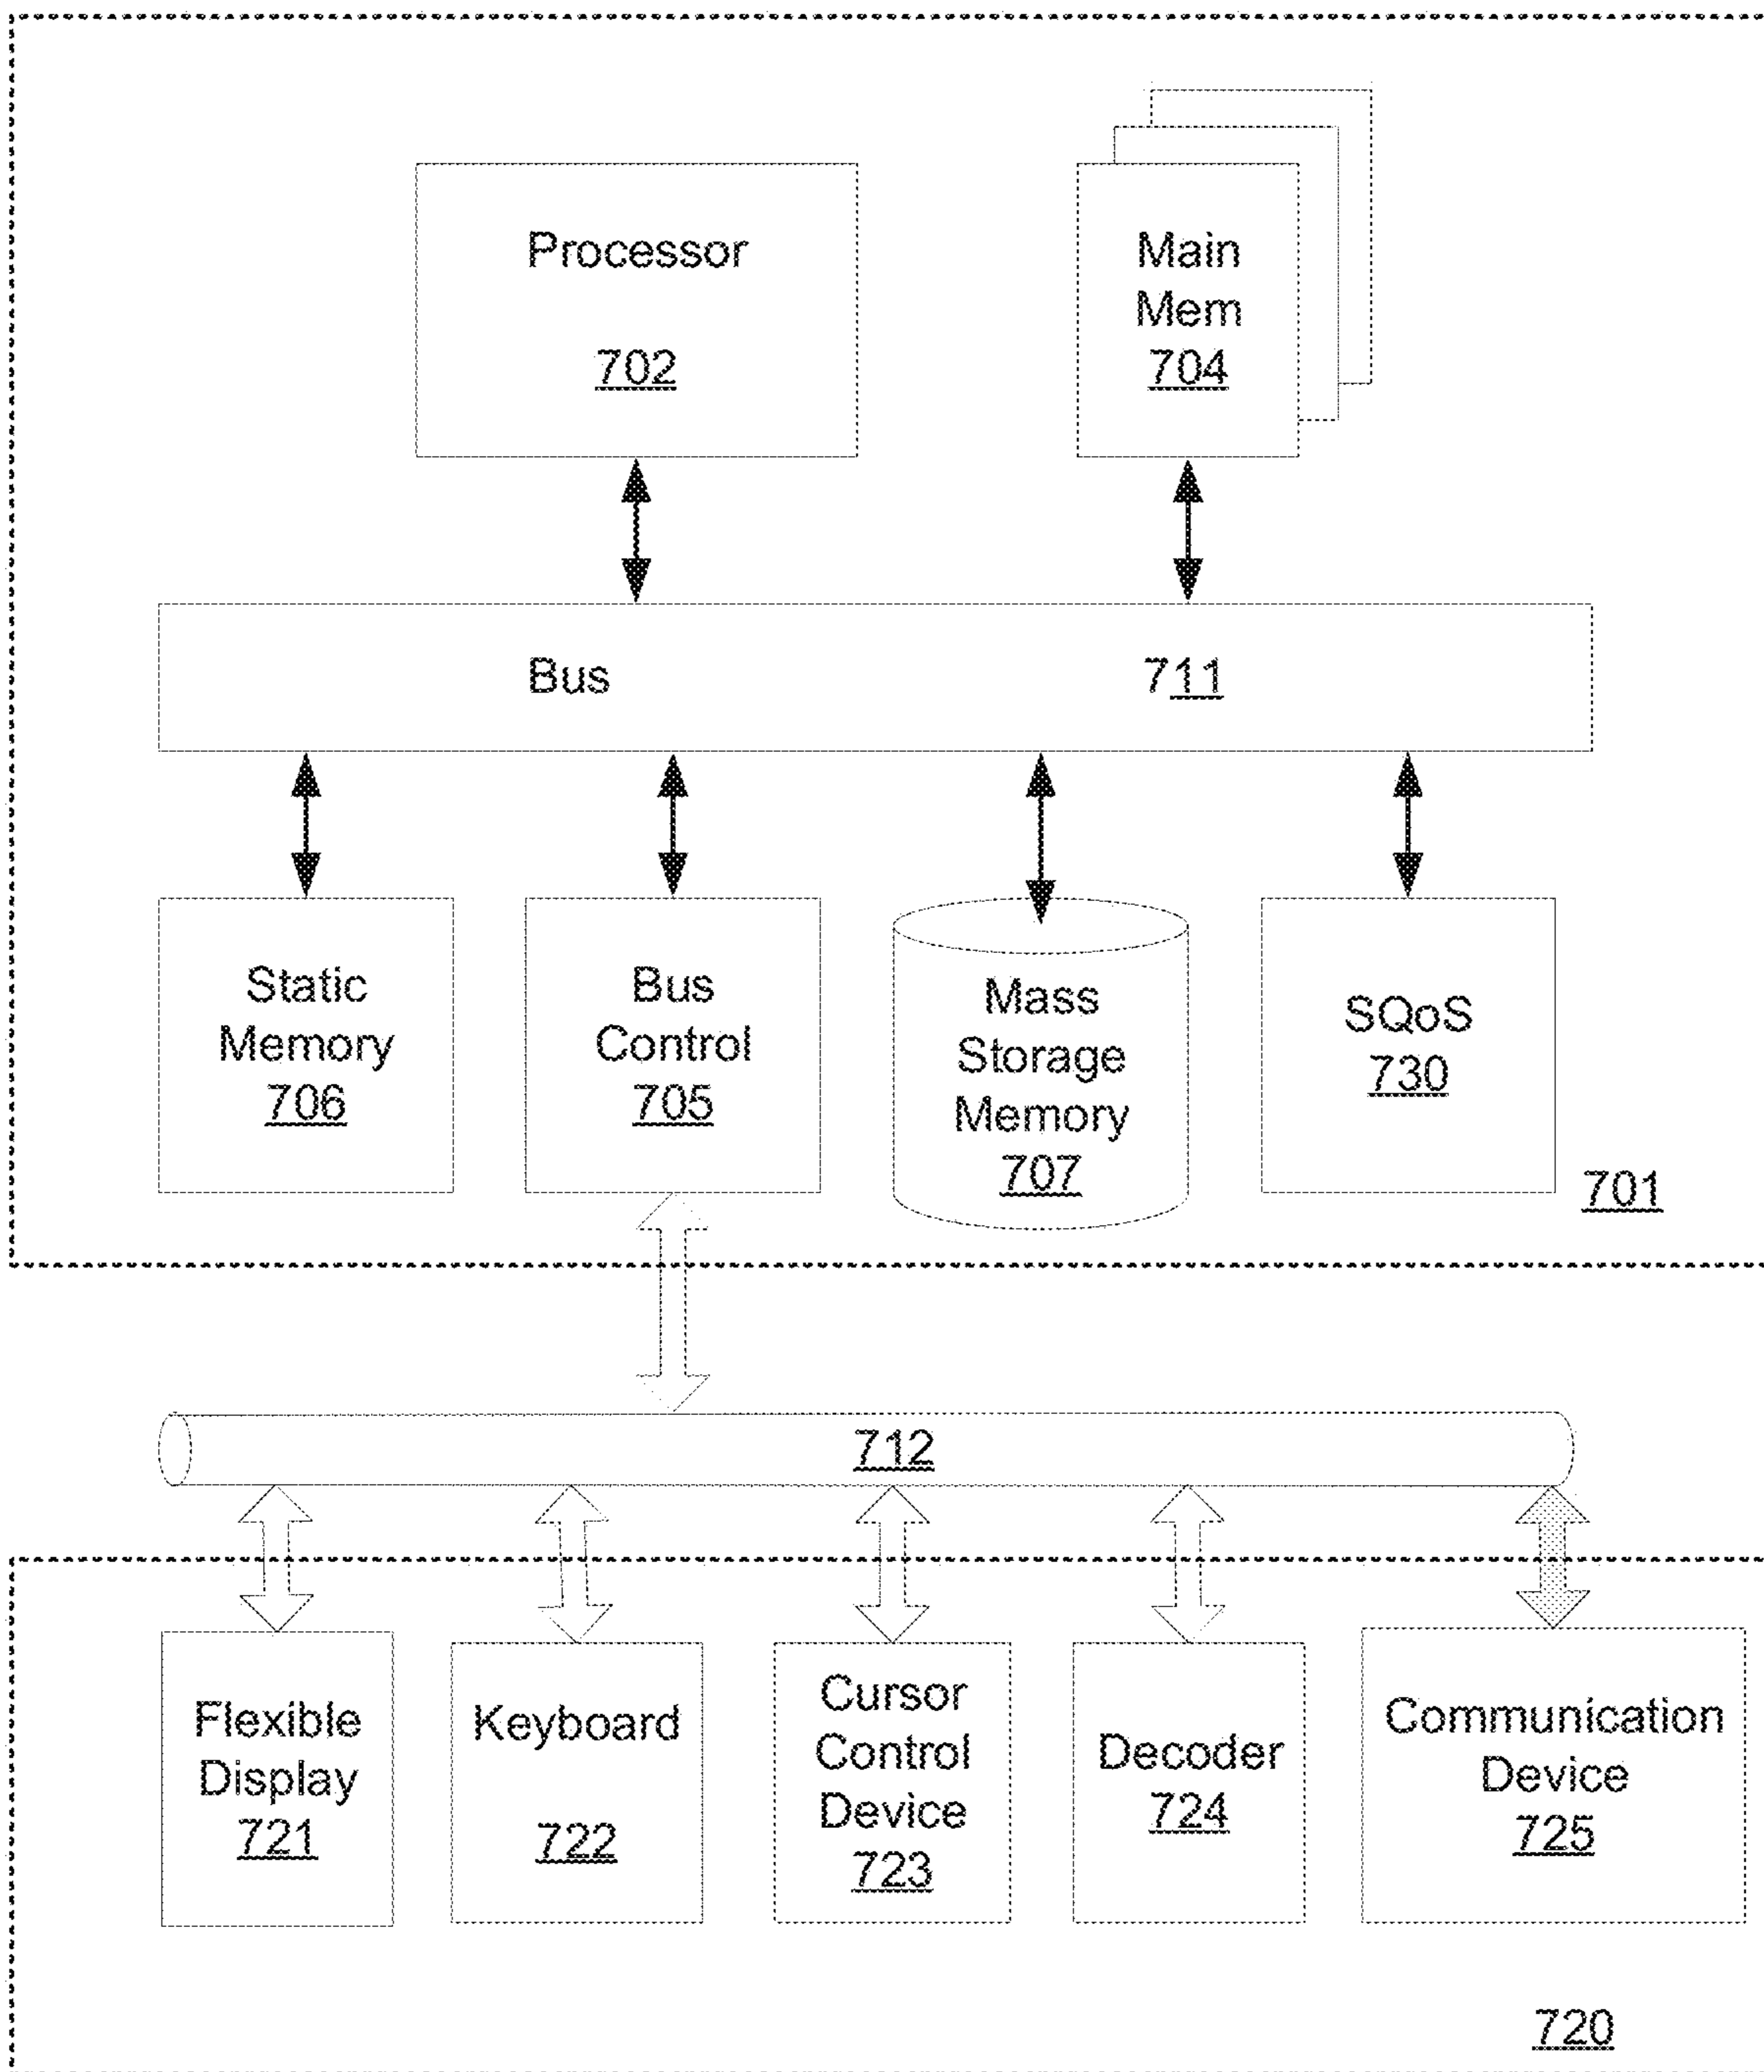 Processor
702
Main
Mem
704
Bus 711
Static
Memory
706
Bus
Control
705
Mass
Storage
Memory
707
SQoS
730
701
712
Flexible
Display
721
Keyboard
722
Cursor
Control
Device
723
Decoder
724
Communication
Device
725
720